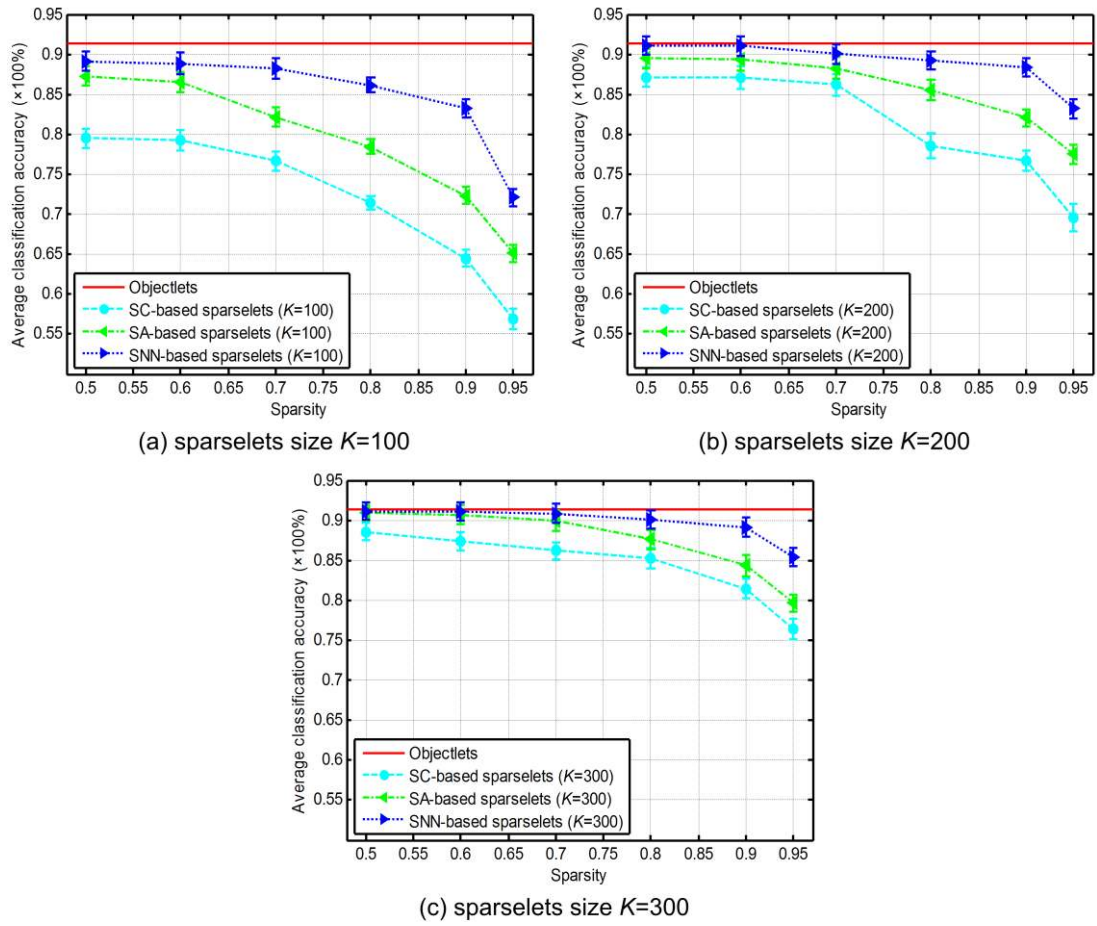 0.95
0.9
0.85
0.8
0.75
0.7
0.65
0.6
0.55
Average classification accuracy (×100%)
Objectlets
SC-based sparselets (K=100)
SA-based sparselets (K=100)
SNN-based sparselets (K=100)
0.5 0.55 0.6 0.65 0.7 0.75 0.8 0.85 0.9 0.95
Sparsity
(a) sparselets size K=100
0.95
0.9
0.85
0.8
0.75
0.7
0.65
0.6
0.55
Average classification accuracy (×100%)
Objectlets
SC-based sparselets (K=200)
SA-based sparselets (K=200)
SNN-based sparselets (K=200)
0.5 0.55 0.6 0.65 0.7 0.75 0.8 0.85 0.9 0.95
Sparsity
(b) sparselets size K=200
0.95
0.9
0.85
0.8
0.75
0.7
0.65
0.6
0.55
Average classification accuracy (×100%)
Objectlets
SC-based sparselets (K=300)
SA-based sparselets (K=300)
SNN-based sparselets (K=300)
0.5 0.55 0.6 0.65 0.7 0.75 0.8 0.85 0.9 0.95
Sparsity
(c) sparselets size K=300